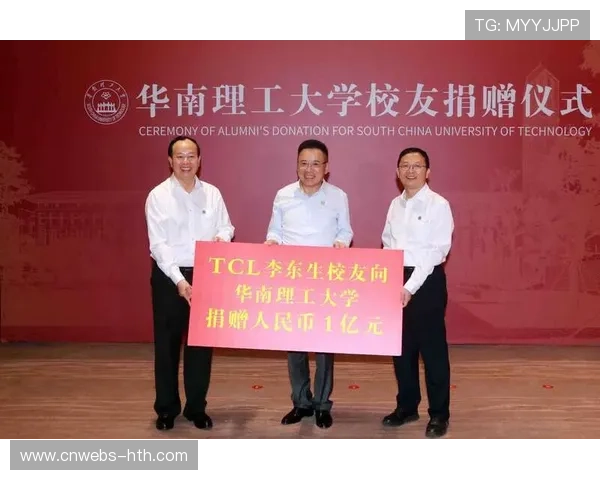 TG: MYYJJPP
华南理工大学校友捐赠仪式
CEREMONY OF ALUMNI'S DONATION FOR SOUTH CHINA UNIVERSITY OF TECHNOLOGY
TCL李东生校友向
华南理工大学
捐赠人民币1亿元
www.cnwebs-hth.com